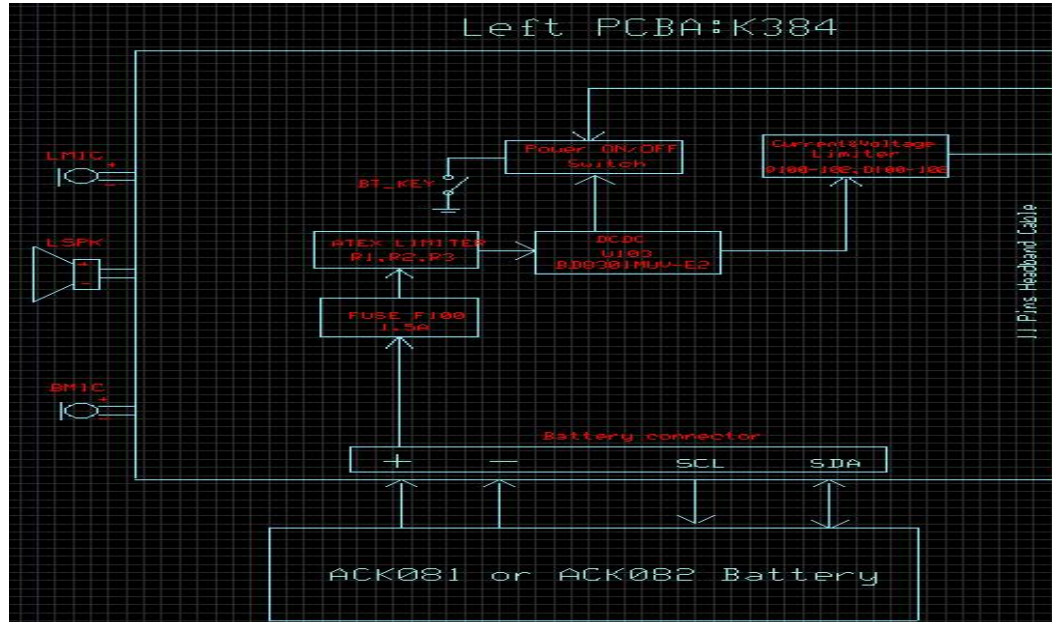 Left PCBA:K384
LMIC
+
-
Power ON/OFF
Switch
Current&Voltage
Limiter
BT_KEY
LSPK
+
-
ATEX LIMITER
R1,R2,R3
DCDC
U103
BD8301MUV-E2
11 Pins Headband Cable
FUSE F100
1.5A
BMIC
+
-
Battery connector
+ - SCL SDA
ACK081 or ACK082 Battery